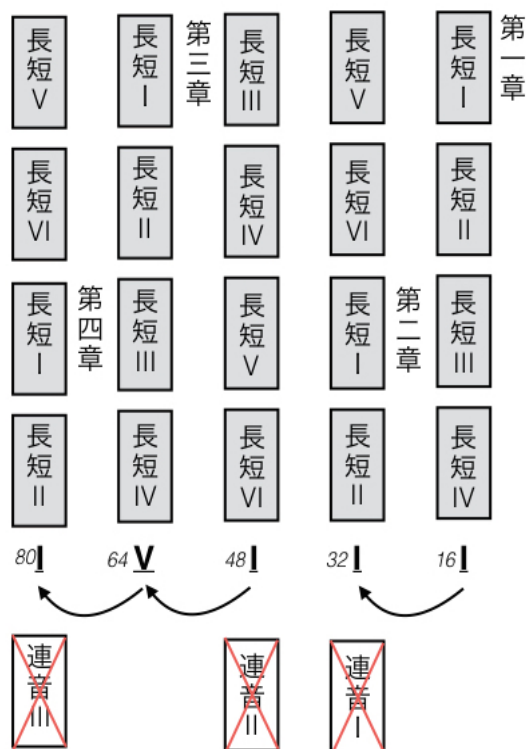 第一章
長短I
長短II
長短III
長短IV
16 I
長短V
長短VI
第二章
長短I
長短II
32 I
連音I
長短III
長短IV
長短V
長短VI
48 I
連音II
第三章
長短I
長短II
長短III
長短IV
64 V
長短V
長短VI
第四章
長短I
長短II
80 I
連音III